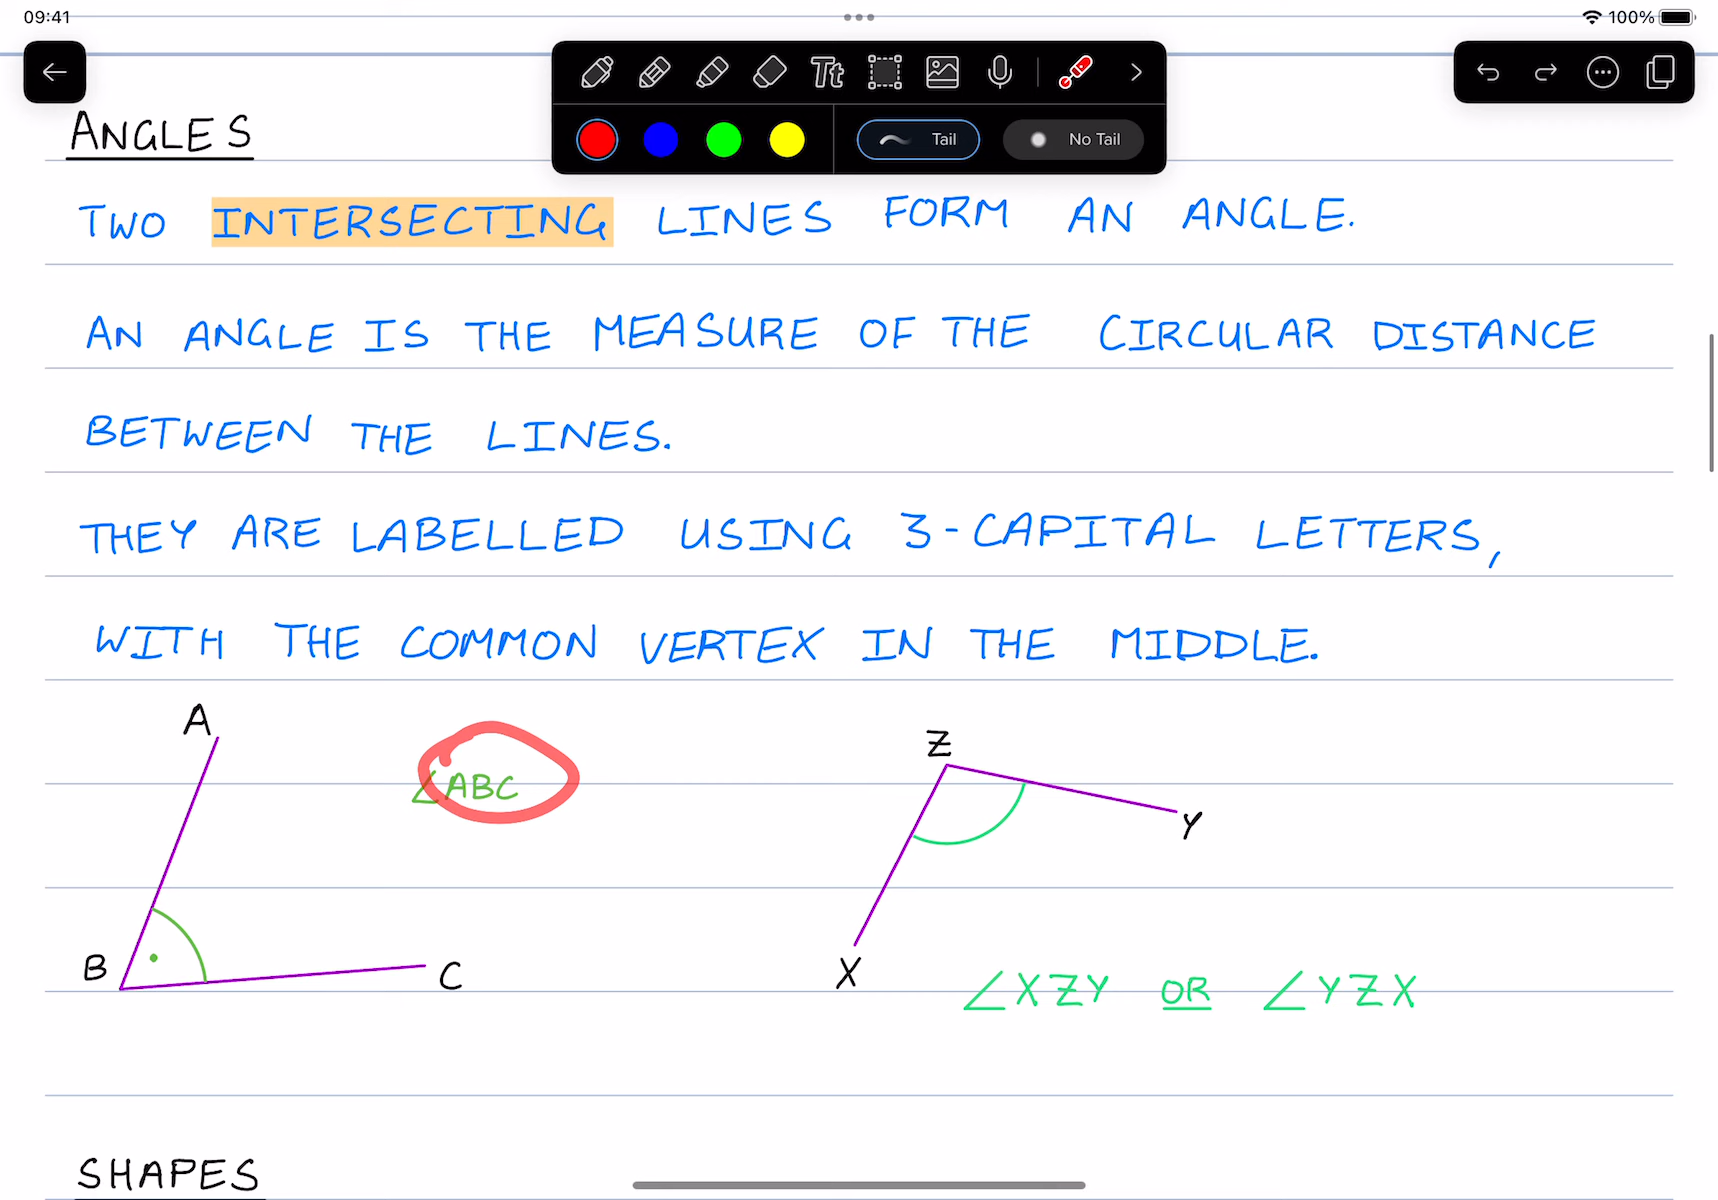 09:41
100%
Tt
Tail
No Tail
ANGLES
TWO INTERSECTING LINES FORM AN ANGLE.
AN ANGLE IS THE MEASURE OF THE CIRCULAR DISTANCE
BETWEEN THE LINES.
THEY ARE LABELLED USING 3-CAPITAL LETTERS,
WITH THE COMMON VERTEX IN THE MIDDLE.
A
∠ABC
B
C
Z
Y
X
∠XZY OR ∠YZX
SHAPES